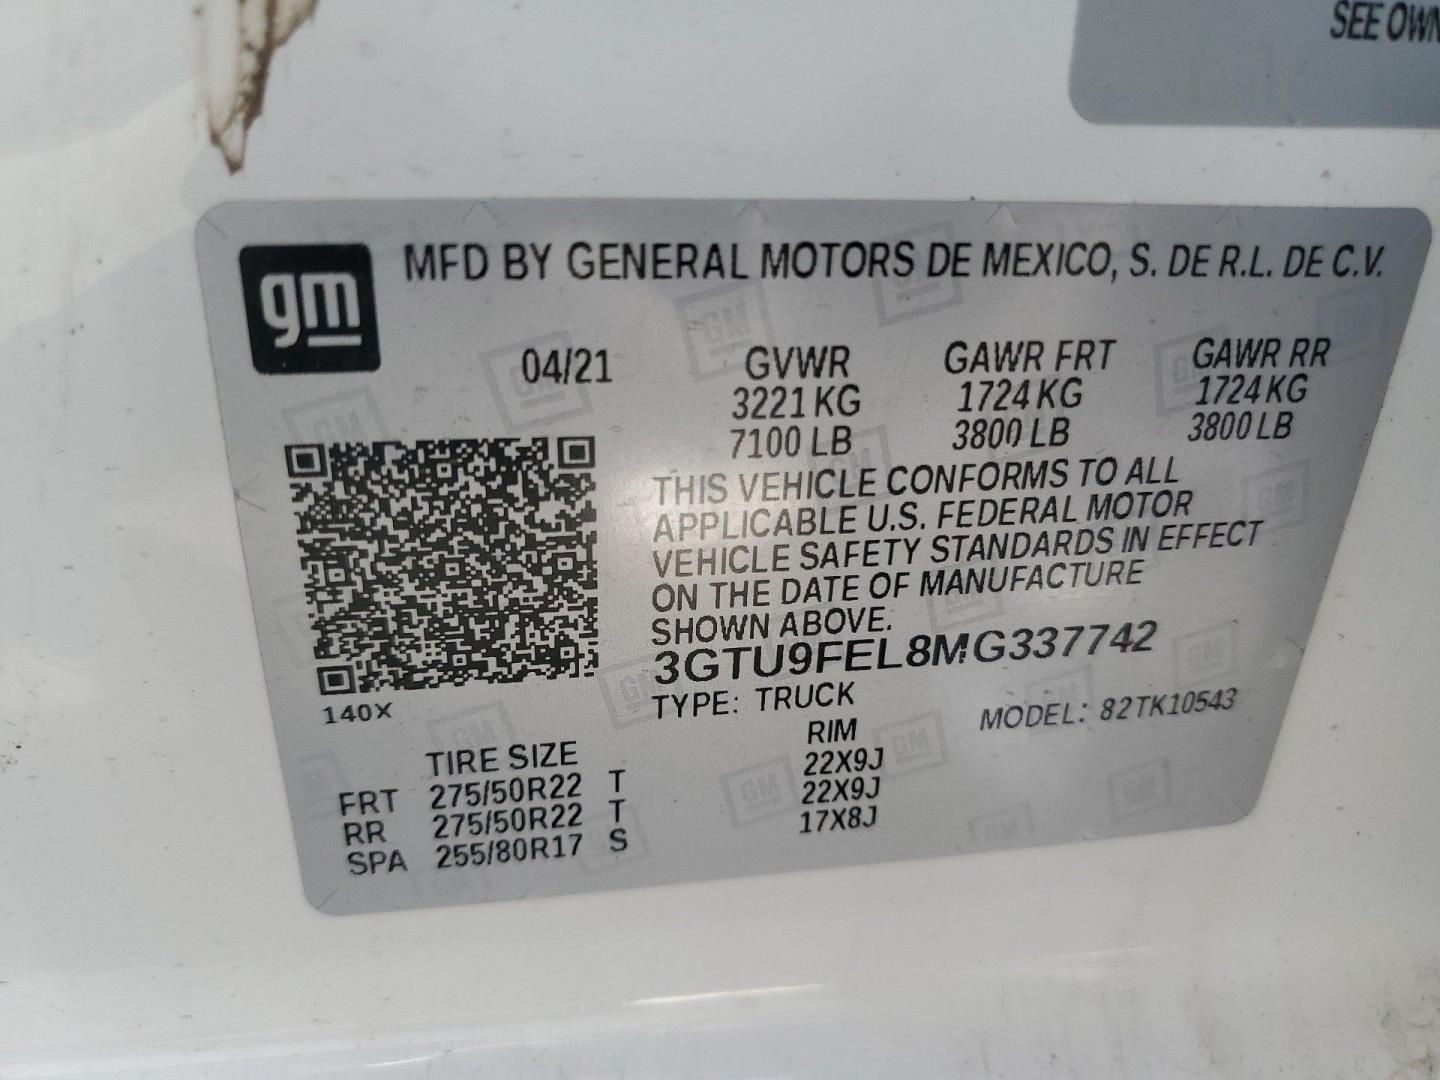 SEE OWN
gm
MFD BY GENERAL MOTORS DE MEXICO, S. DE R.L. DE C.V.
04/21 GVWR GAWR FRT GAWR RR
3221 KG 1724 KG 1724 KG
7100 LB 3800 LB 3800 LB
THIS VEHICLE CONFORMS TO ALL
APPLICABLE U.S. FEDERAL MOTOR
VEHICLE SAFETY STANDARDS IN EFFECT
ON THE DATE OF MANUFACTURE
SHOWN ABOVE.
3GTU9FEL8MG337742
140X
TYPE: TRUCK MODEL: 82TK10543
TIRE SIZE RIM
FRT 275/50R22 T 22X9J
RR 275/50R22 T 22X9J
SPA 255/80R17 S 17X8J